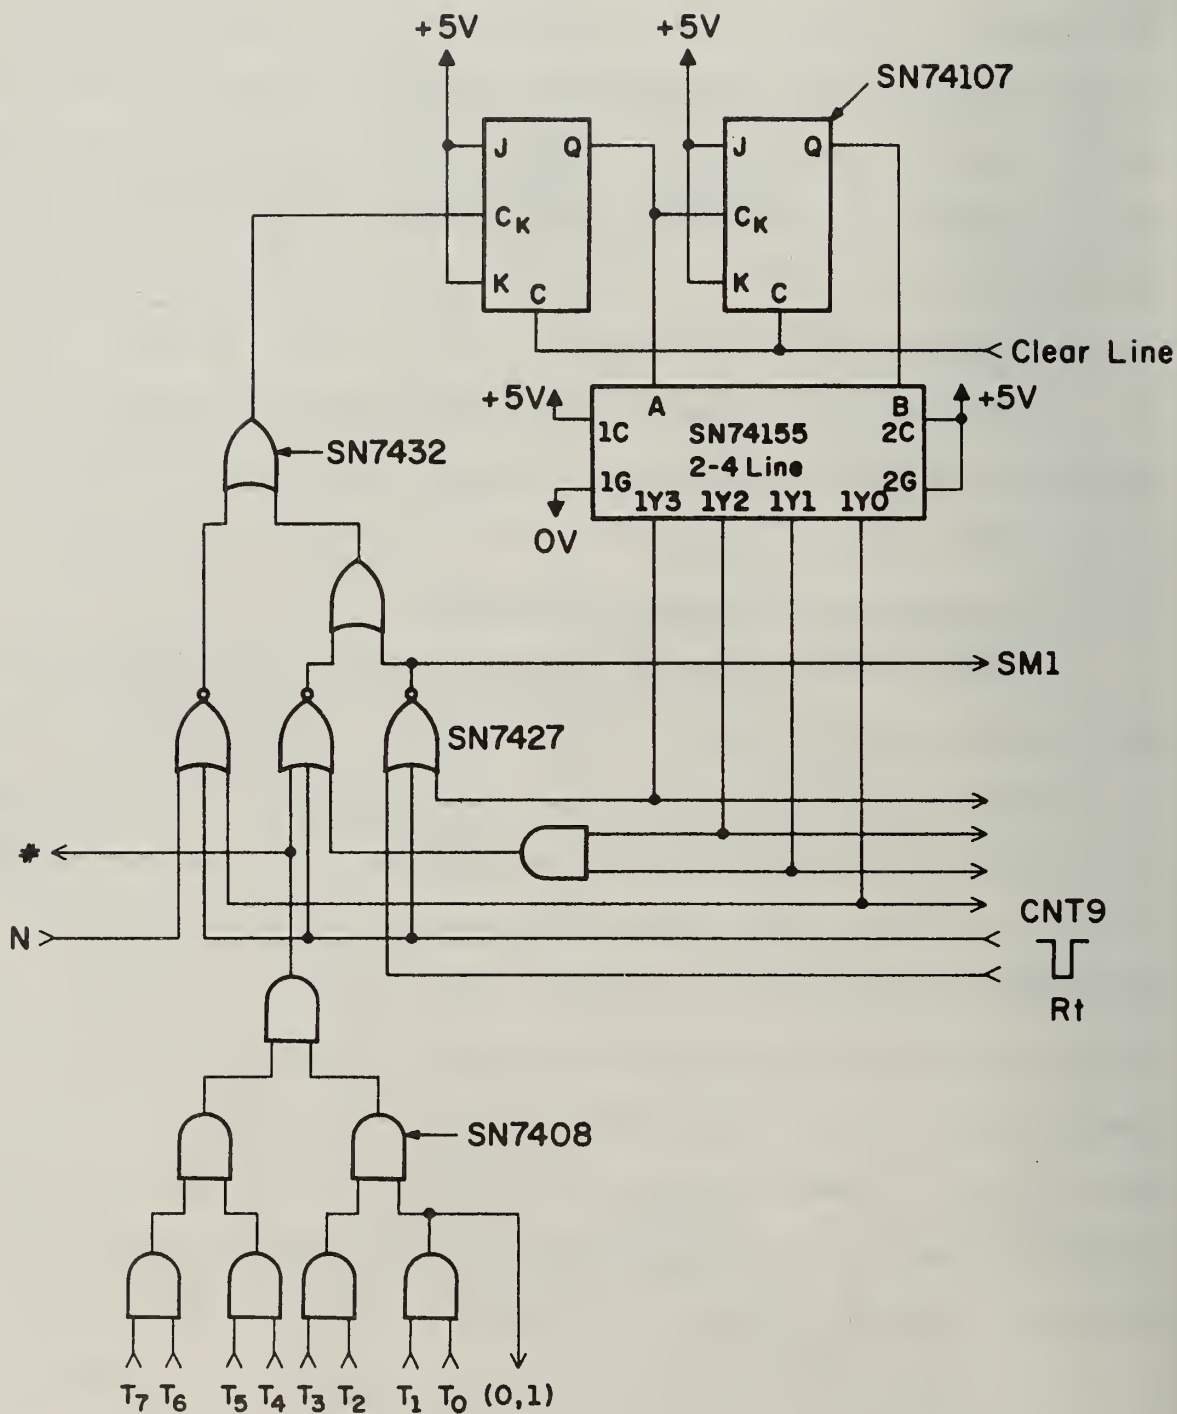 +5V
+5V
SN74107
J
Q
J
Q
CK
CK
K
C
K
C
Clear Line
+5V
A
B
+5V
1C
SN74155
2C
SN7432
2-4 Line
1G
2G
1Y3
1Y2
1Y1
1Y0
0V
SM1
SN7427
*
N
CNT9
Rt
SN7408
T7 T6 T5 T4 T3 T2 T1 T0 (0,1)